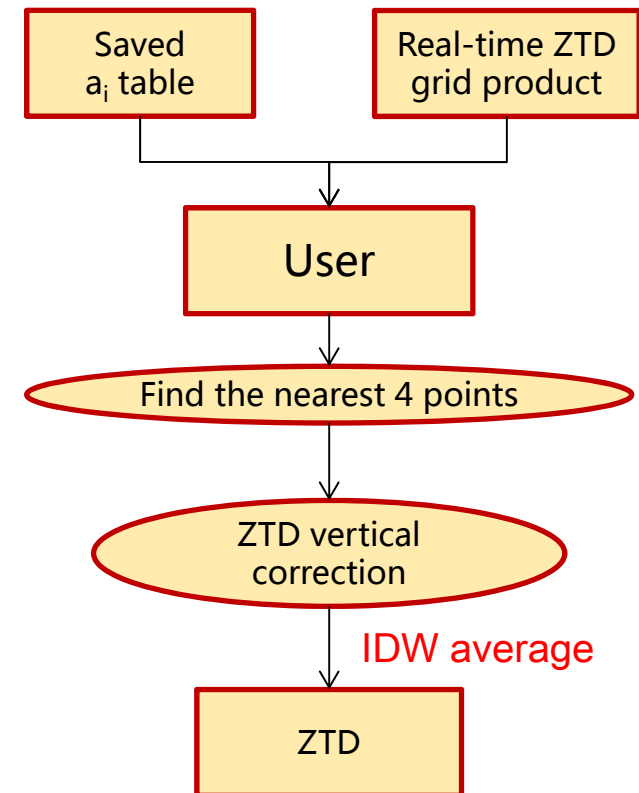 Saved
aᵢ table
Real-time ZTD
grid product
User
Find the nearest 4 points
ZTD vertical
correction
IDW average
ZTD